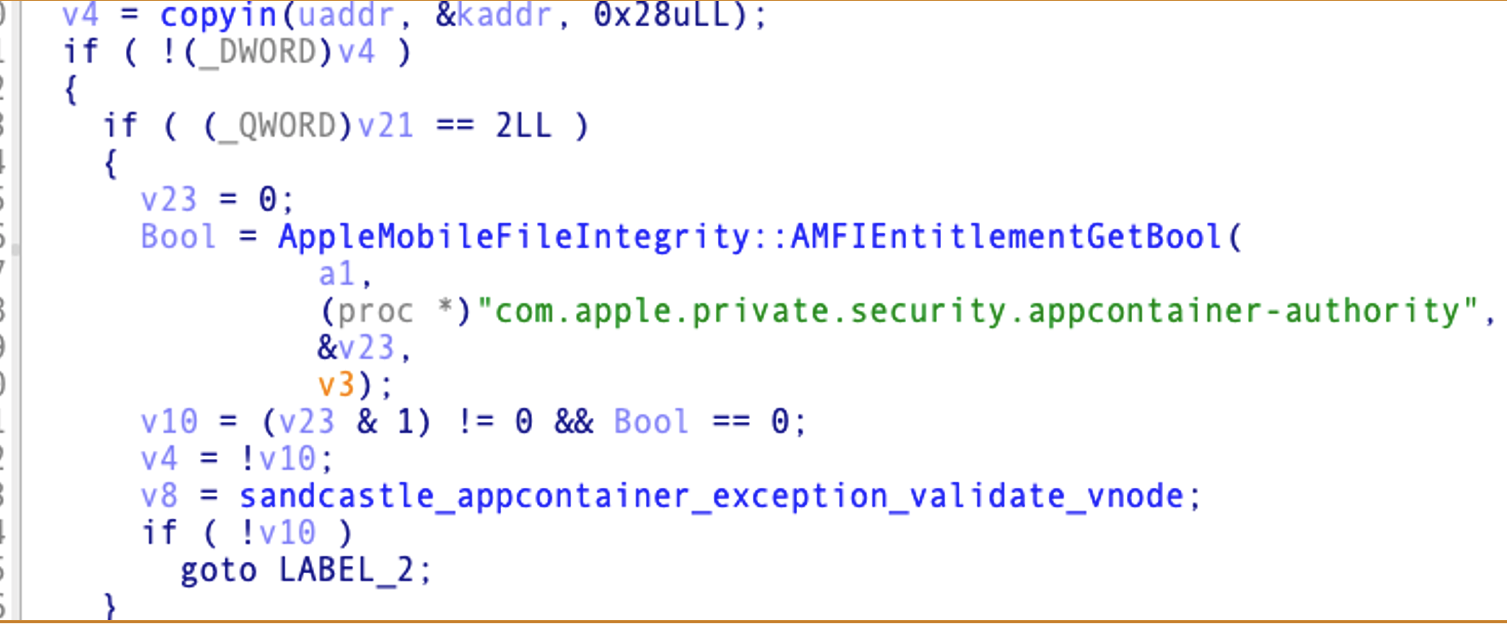 v4 = copyin(uaddr, &kaddr, 0x28uLL);
if ( !(_DWORD)v4 )
{
if ( (_QWORD)v21 == 2LL )
{
v23 = 0;
Bool = AppleMobileFileIntegrity::AMFIEntitlementGetBool(
a1,
(proc *)"com.apple.private.security.appcontainer-authority",
&v23,
v3);
v10 = (v23 & 1) != 0 && Bool == 0;
v4 = !v10;
v8 = sandcastle_appcontainer_exception_validate_vnode;
if ( !v10 )
goto LABEL_2;
}